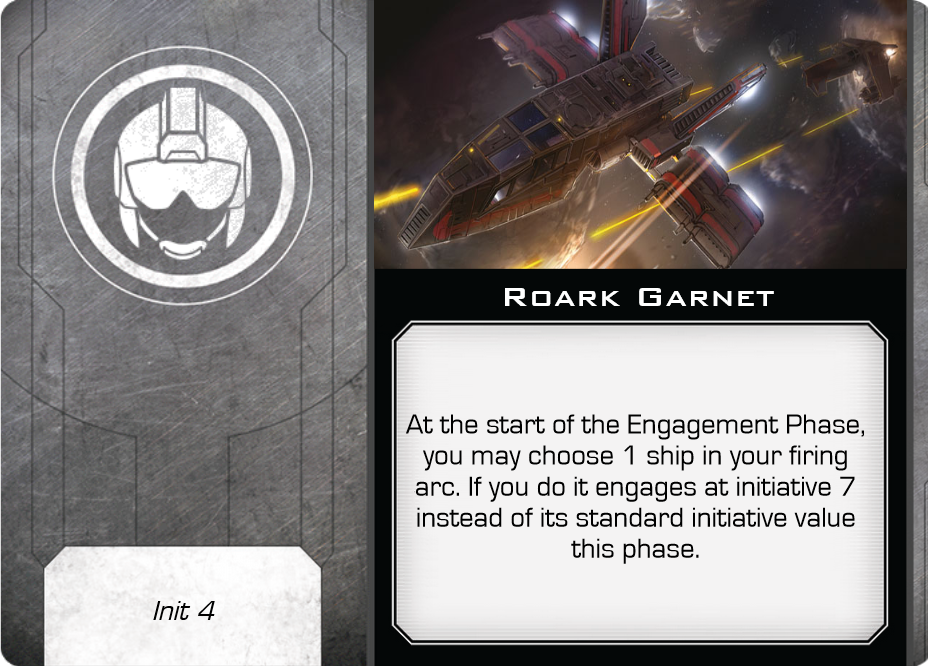 Roark Garnet
At the start of the Engagement Phase,
you may choose 1 ship in your firing
arc. If you do it engages at initiative 7
instead of its standard initiative value
this phase.
Init 4